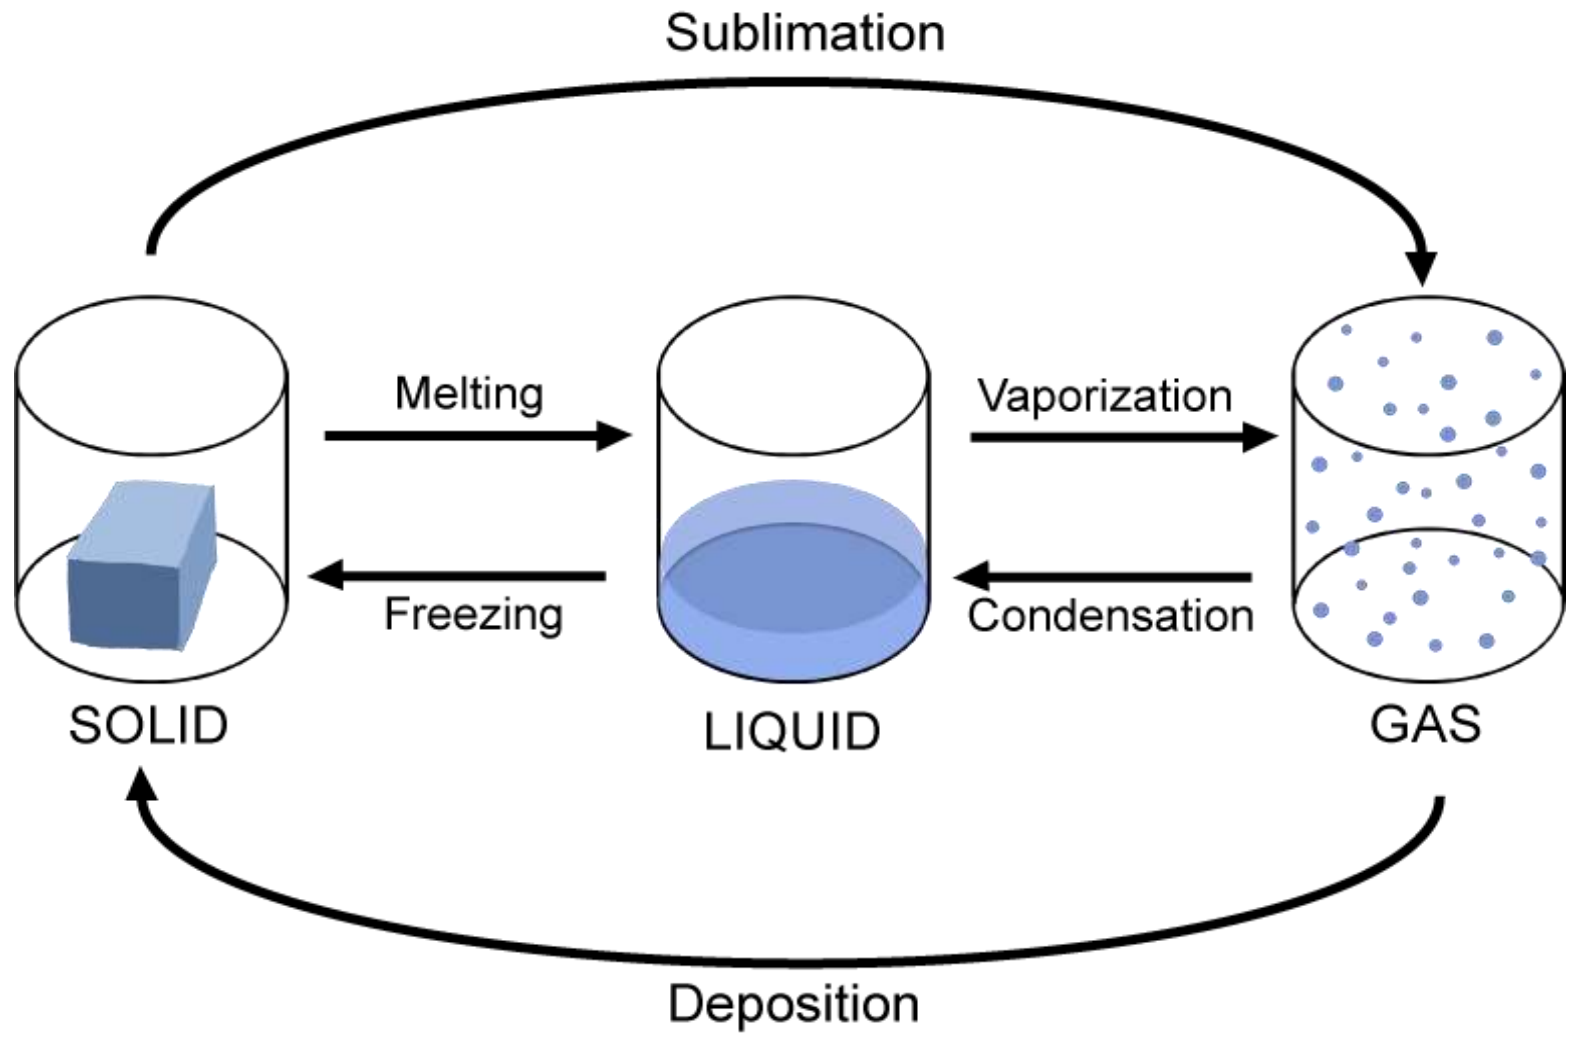 Sublimation
Melting
Vaporization
Freezing
Condensation
SOLID
LIQUID
GAS
Deposition